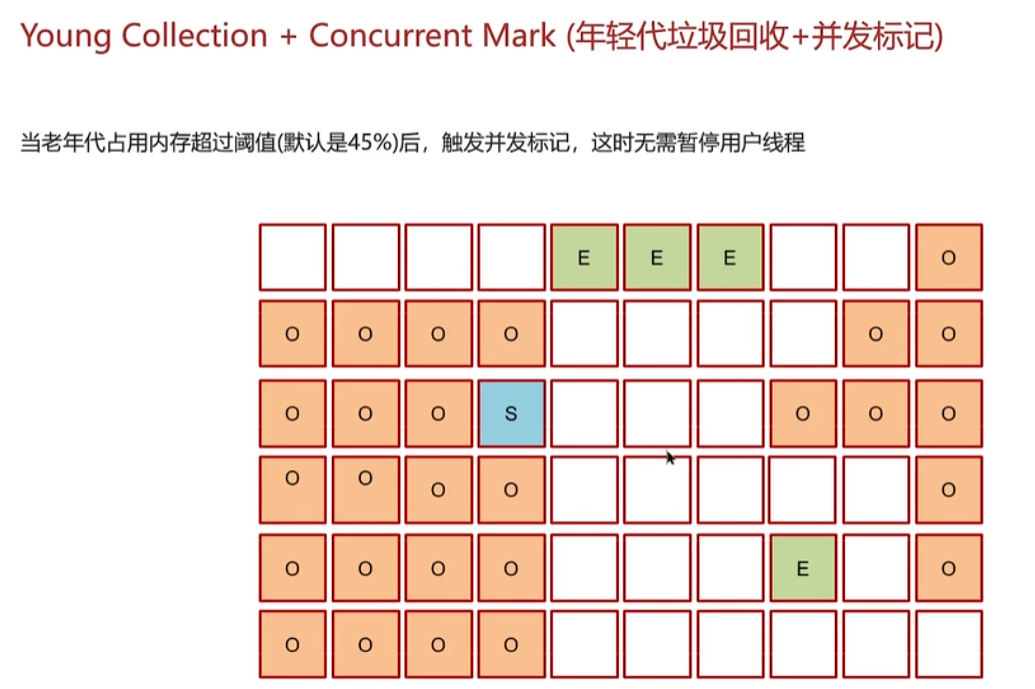 Young Collection + Concurrent Mark (年轻代垃圾回收+并发标记)
当老年代占用内存超过阈值(默认是45%)后，触发并发标记，这时无需暂停用户线程
E E E O
O O O O O O
O O O S O O O
O O O O O
O O O O E O
O O O O